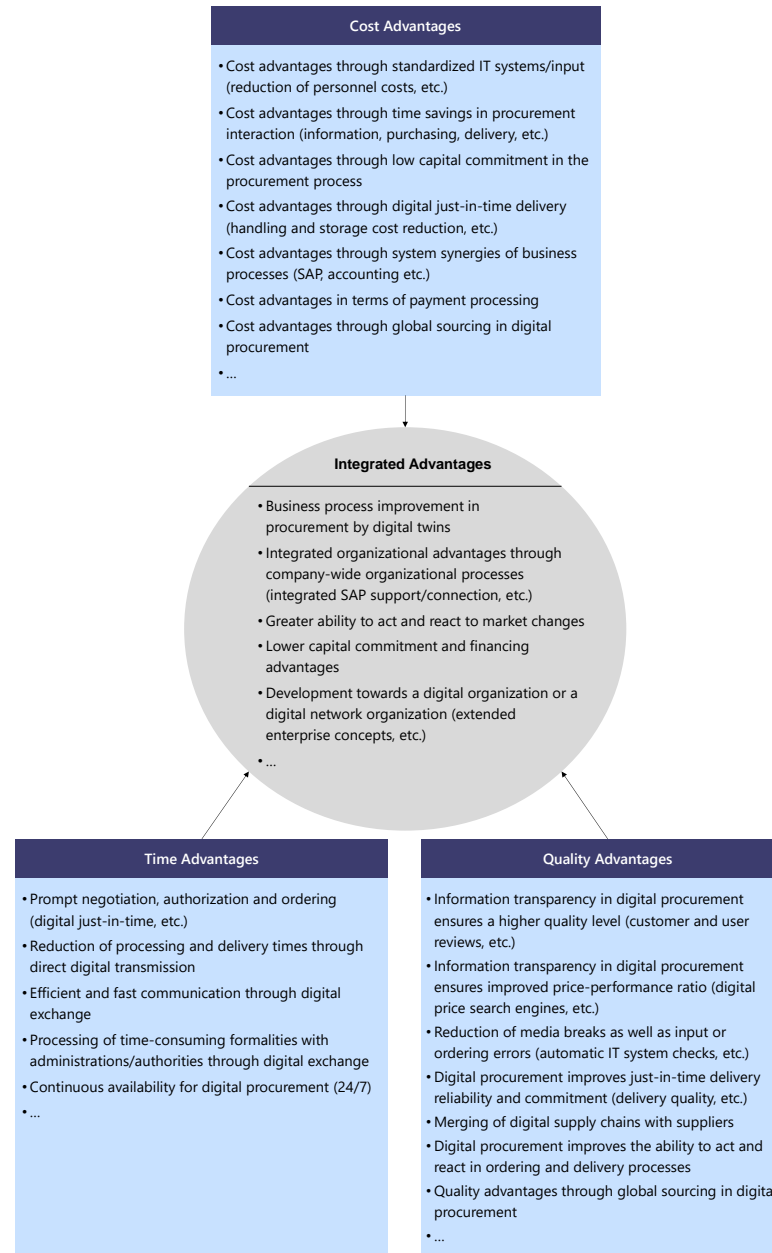 Cost Advantages
• Cost advantages through standardized IT systems/input
(reduction of personnel costs, etc.)
• Cost advantages through time savings in procurement
interaction (information, purchasing, delivery, etc.)
• Cost advantages through low capital commitment in the
procurement process
• Cost advantages through digital just-in-time delivery
(handling and storage cost reduction, etc.)
• Cost advantages through system synergies of business
processes (SAP, accounting etc.)
• Cost advantages in terms of payment processing
• Cost advantages through global sourcing in digital
procurement
• ...
Integrated Advantages
• Business process improvement in
procurement by digital twins
• Integrated organizational advantages through
company-wide organizational processes
(integrated SAP support/connection, etc.)
• Greater ability to act and react to market changes
• Lower capital commitment and financing
advantages
• Development towards a digital organization or a
digital network organization (extended
enterprise concepts, etc.)
• ...
Time Advantages
• Prompt negotiation, authorization and ordering
(digital just-in-time, etc.)
• Reduction of processing and delivery times through
direct digital transmission
• Efficient and fast communication through digital
exchange
• Processing of time-consuming formalities with
administrations/authorities through digital exchange
• Continuous availability for digital procurement (24/7)
• ...
Quality Advantages
• Information transparency in digital procurement
ensures a higher quality level (customer and user
reviews, etc.)
• Information transparency in digital procurement
ensures improved price-performance ratio (digital
price search engines, etc.)
• Reduction of media breaks as well as input or
ordering errors (automatic IT system checks, etc.)
• Digital procurement improves just-in-time delivery
reliability and commitment (delivery quality, etc.)
• Merging of digital supply chains with suppliers
• Digital procurement improves the ability to act and
react in ordering and delivery processes
• Quality advantages through global sourcing in digita
procurement
• ...